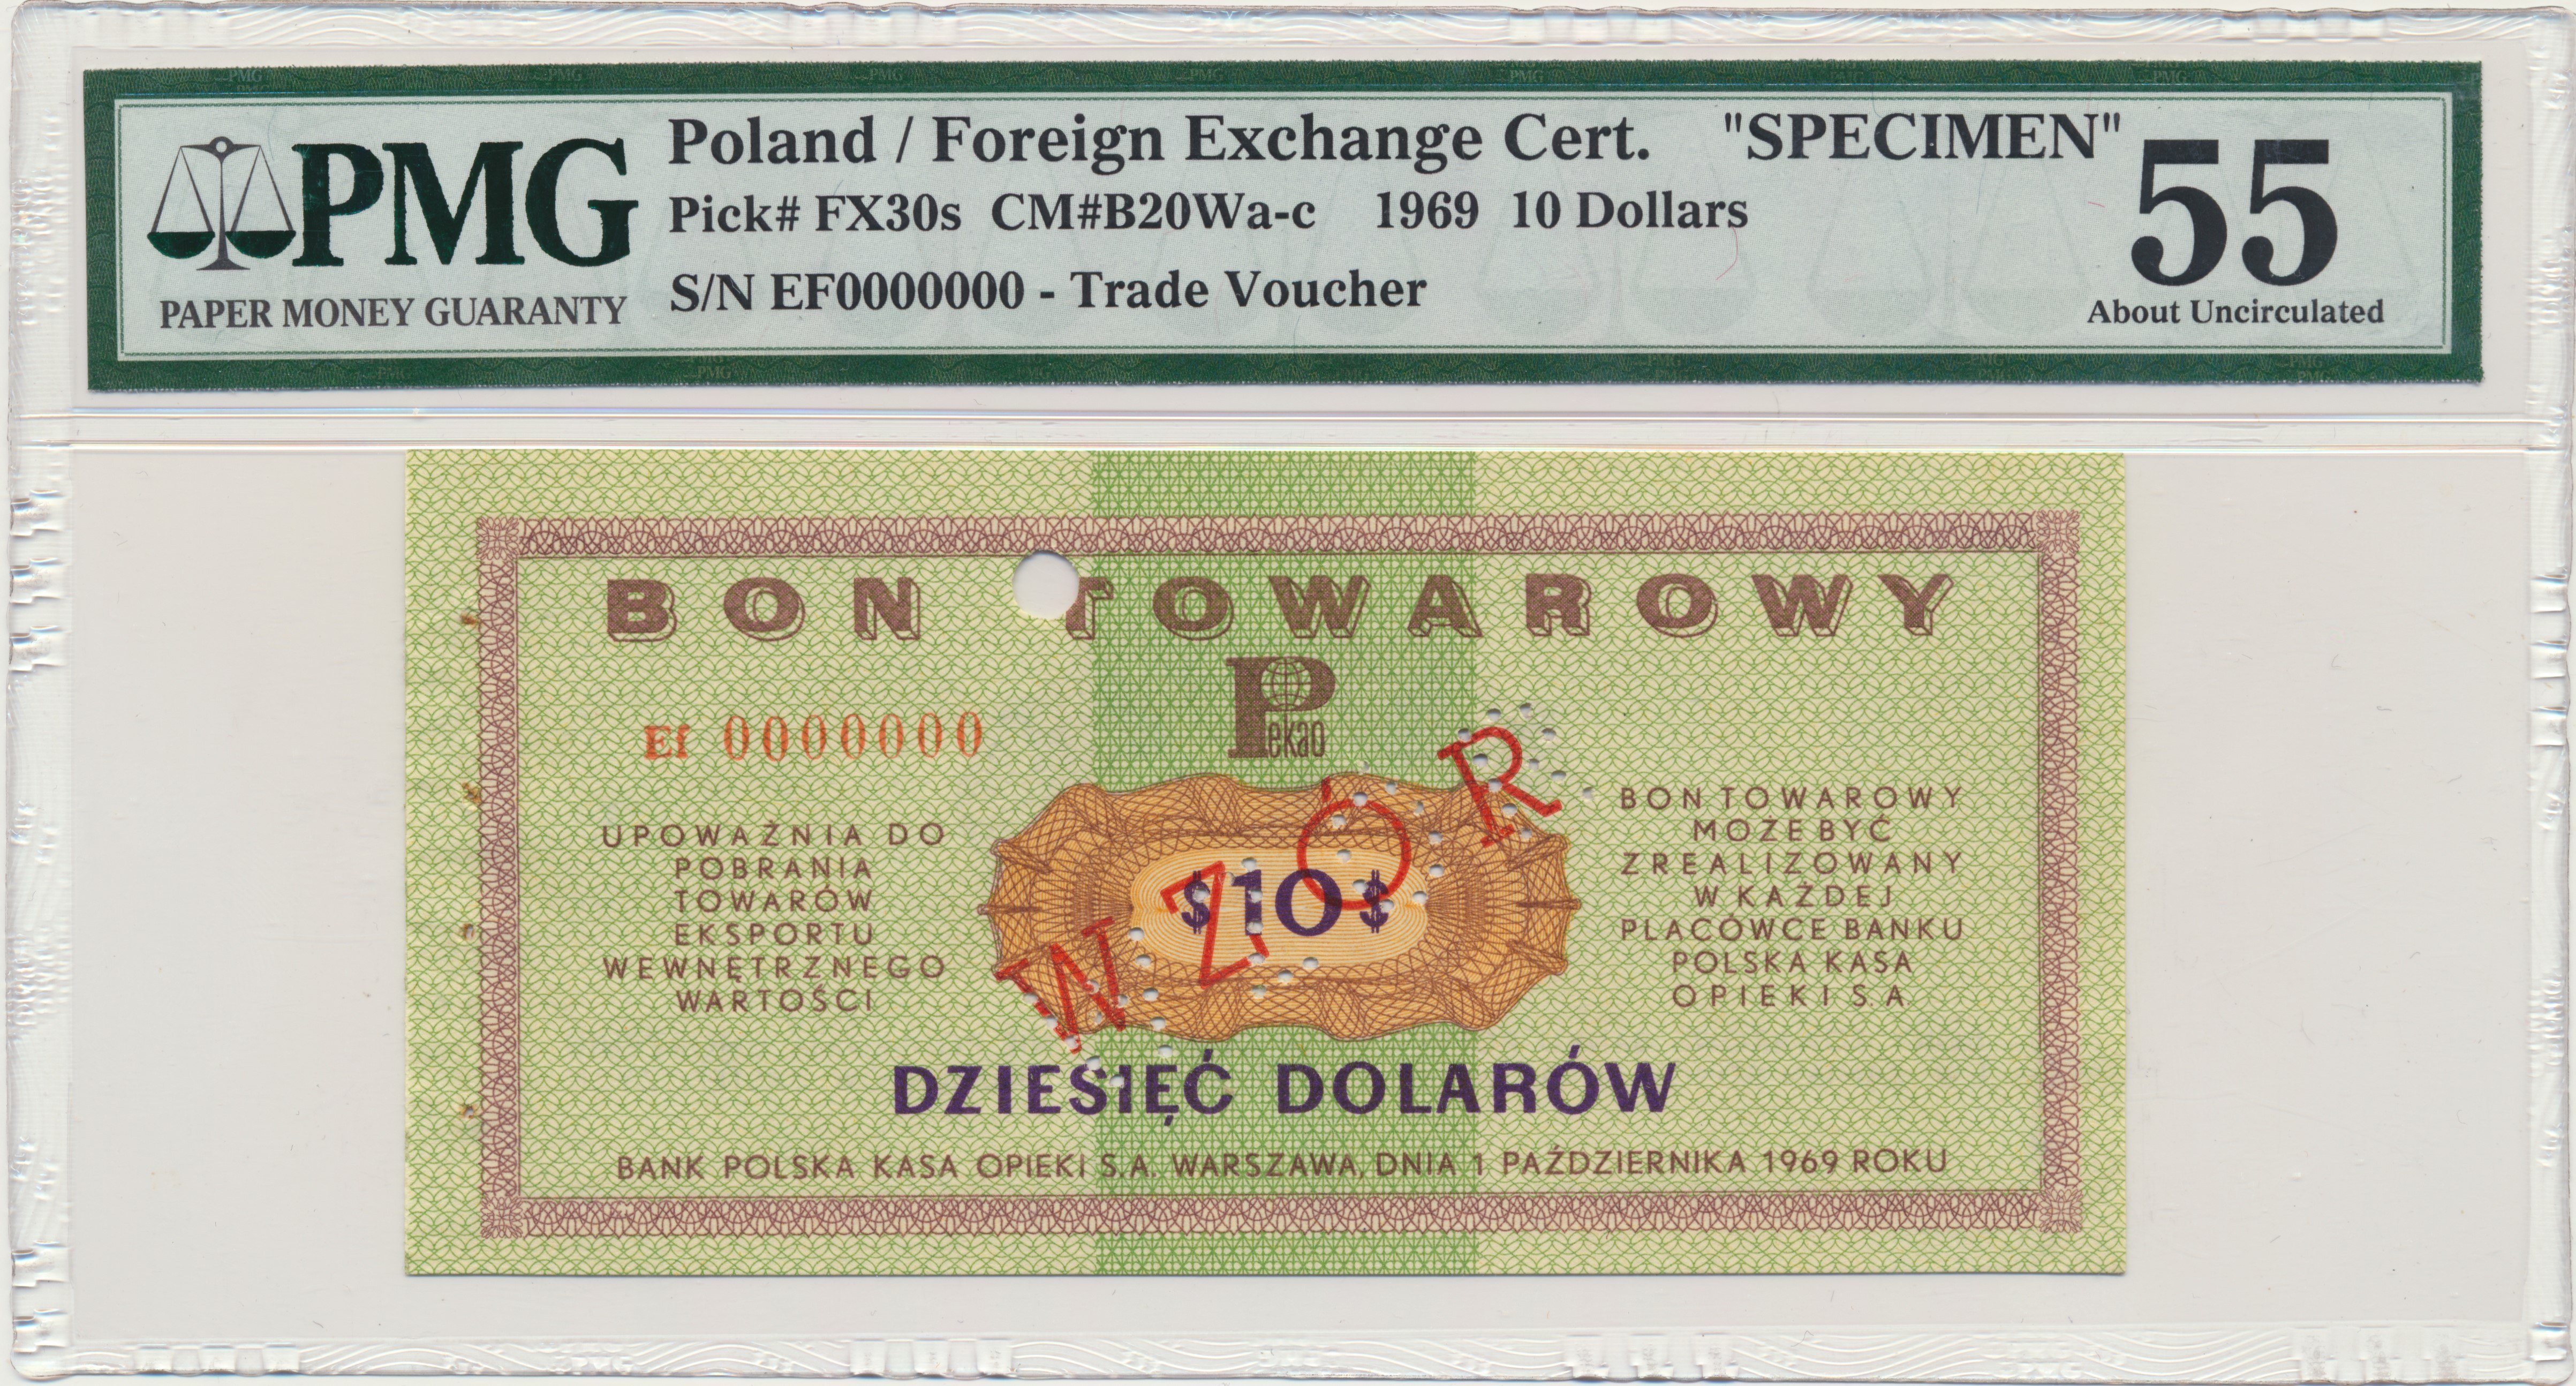 PMG
PAPER MONEY GUARANTY
Poland / Foreign Exchange Cert. "SPECIMEN"
Pick# FX30s CM#B20Wa-c 1969 10 Dollars
S/N EF0000000 - Trade Voucher
55
About Uncirculated
BON TOWAROWY
Pekao
Ef 0000000
UPOWAŻNIA DO
POBRANIA
TOWARÓW
EKSPORTU
WEWNĘTRZNEGO
WARTOŚCI
$10$
WZÓR
BON TOWAROWY
MOŻE BYĆ
ZREALIZOWANY
W KAŻDEJ
PLACÓWCE BANKU
POLSKA KASA
OPIEKI S.A
DZIESIĘĆ DOLARÓW
BANK POLSKA KASA OPIEKI S.A. WARSZAWA, DNIA 1 PAŹDZIERNIKA 1969 ROKU